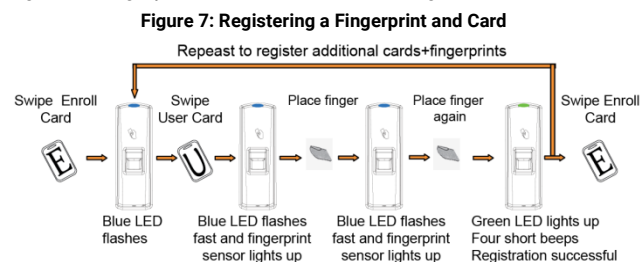 Figure 7: Registering a Fingerprint and Card
Repeast to register additional cards+fingerprints
Swipe Enroll
Card
Swipe
User Card
Place finger
Place finger
again
Swipe Enroll
Card
E
U
E
Blue LED
flashes
Blue LED flashes
fast and fingerprint
sensor lights up
Blue LED flashes
fast and fingerprint
sensor lights up
Green LED lights up
Four short beeps
Registration successful